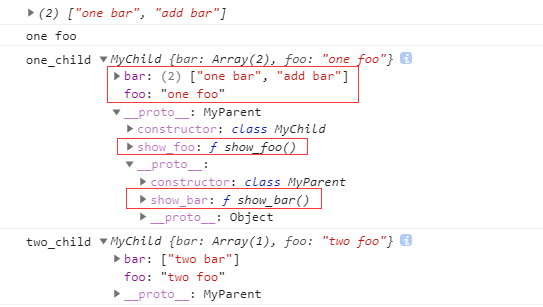 (2) ["one bar", "add bar"]
one foo
one_child MyChild {bar: Array(2), foo: "one foo"} i
bar: (2) ["one bar", "add bar"]
foo: "one foo"
__proto__: MyParent
constructor: class MyChild
show_foo: ƒ show_foo()
__proto__:
constructor: class MyParent
show_bar: ƒ show_bar()
__proto__: Object
two_child MyChild {bar: Array(1), foo: "two foo"} i
bar: ["two bar"]
foo: "two foo"
__proto__: MyParent